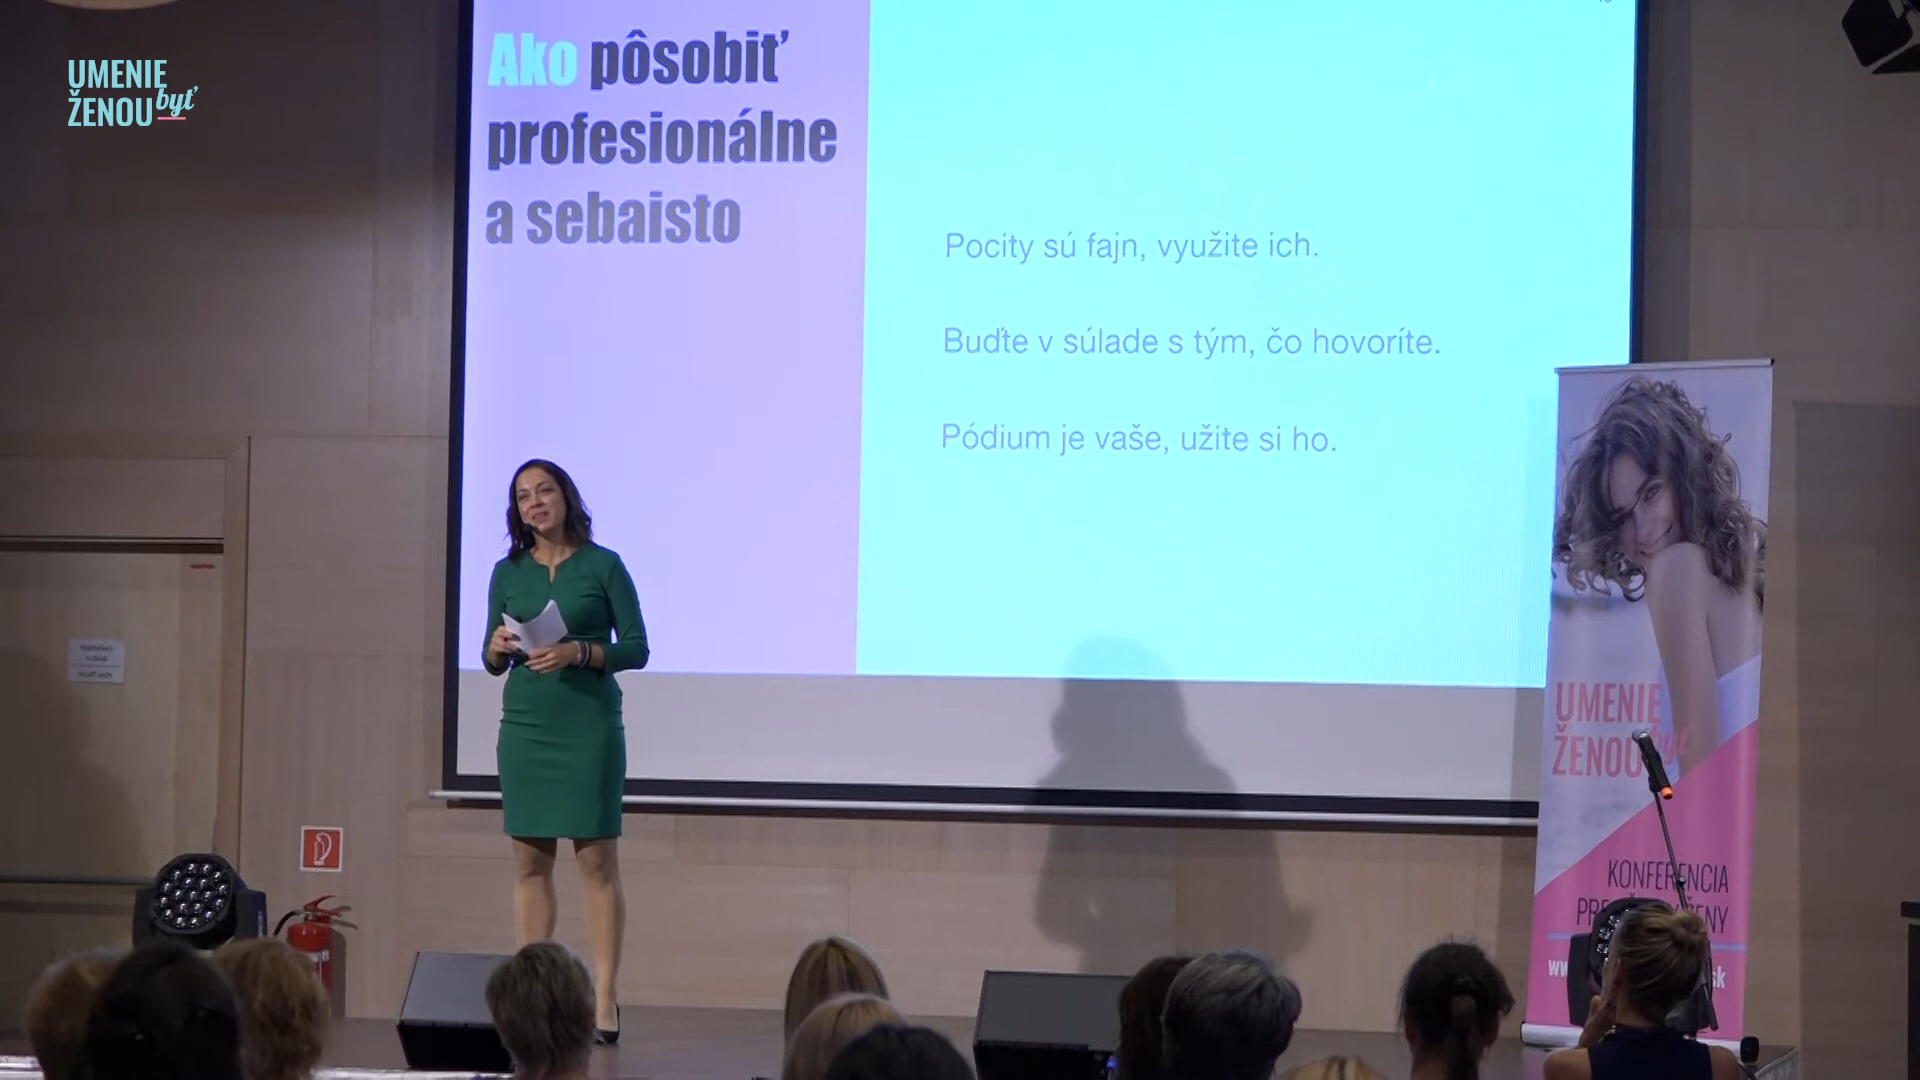 UMENIE
byť
ŽENOU
Ako pôsobiť
profesionálne
a sebaisto
Pocity sú fajn, využite ich.
Buďte v súlade s tým, čo hovoríte.
Pódium je vaše, užite si ho.
UMENIE
byť
ŽENOU
KONFERENCIA